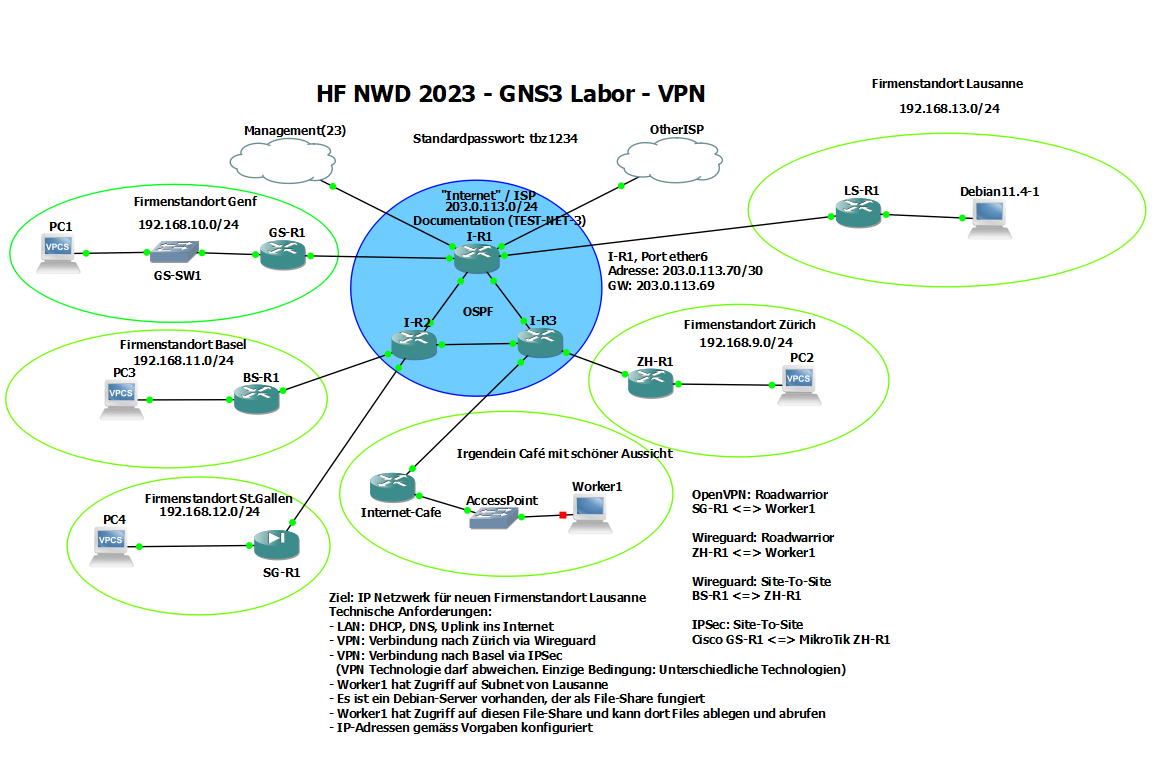 HF NWD 2023 - GNS3 Labor - VPN
Standardpasswort: tbz1234
Management(23)
OtherISP
Firmenstandort Lausanne
192.168.13.0/24
LS-R1
Debian11.4-1
Firmenstandort Genf
192.168.10.0/24
PC1
VPCS
GS-SW1
GS-R1
"Internet" / ISP
203.0.113.0/24
Documentation (TEST-NET-3)
I-R1
I-R1, Port ether6
Adresse: 203.0.113.70/30
GW: 203.0.113.69
OSPF
I-R2
I-R3
Firmenstandort Basel
192.168.11.0/24
PC3
VPCS
BS-R1
Firmenstandort Zürich
192.168.9.0/24
ZH-R1
PC2
VPCS
Firmenstandort St.Gallen
192.168.12.0/24
PC4
VPCS
SG-R1
Irgendein Café mit schöner Aussicht
Internet-Cafe
AccessPoint
Worker1
OpenVPN: Roadwarrior
SG-R1 <=> Worker1
Wireguard: Roadwarrior
ZH-R1 <=> Worker1
Wireguard: Site-To-Site
BS-R1 <=> ZH-R1
IPSec: Site-To-Site
Cisco GS-R1 <=> MikroTik ZH-R1
Ziel: IP Netzwerk für neuen Firmenstandort Lausanne
Technische Anforderungen:
- LAN: DHCP, DNS, Uplink ins Internet
- VPN: Verbindung nach Zürich via Wireguard
- VPN: Verbindung nach Basel via IPSec
(VPN Technologie darf abweichen. Einzige Bedingung: Unterschiedliche Technologien)
- Worker1 hat Zugriff auf Subnet von Lausanne
- Es ist ein Debian-Server vorhanden, der als File-Share fungiert
- Worker1 hat Zugriff auf diesen File-Share und kann dort Files ablegen und abrufen
- IP-Adressen gemäss Vorgaben konfiguriert